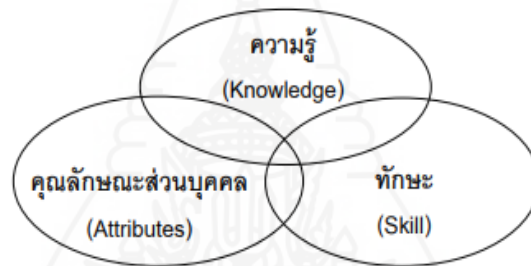 ความรู้
(Knowledge)
คุณลักษณะส่วนบุคคล
(Attributes)
ทักษะ
(Skill)